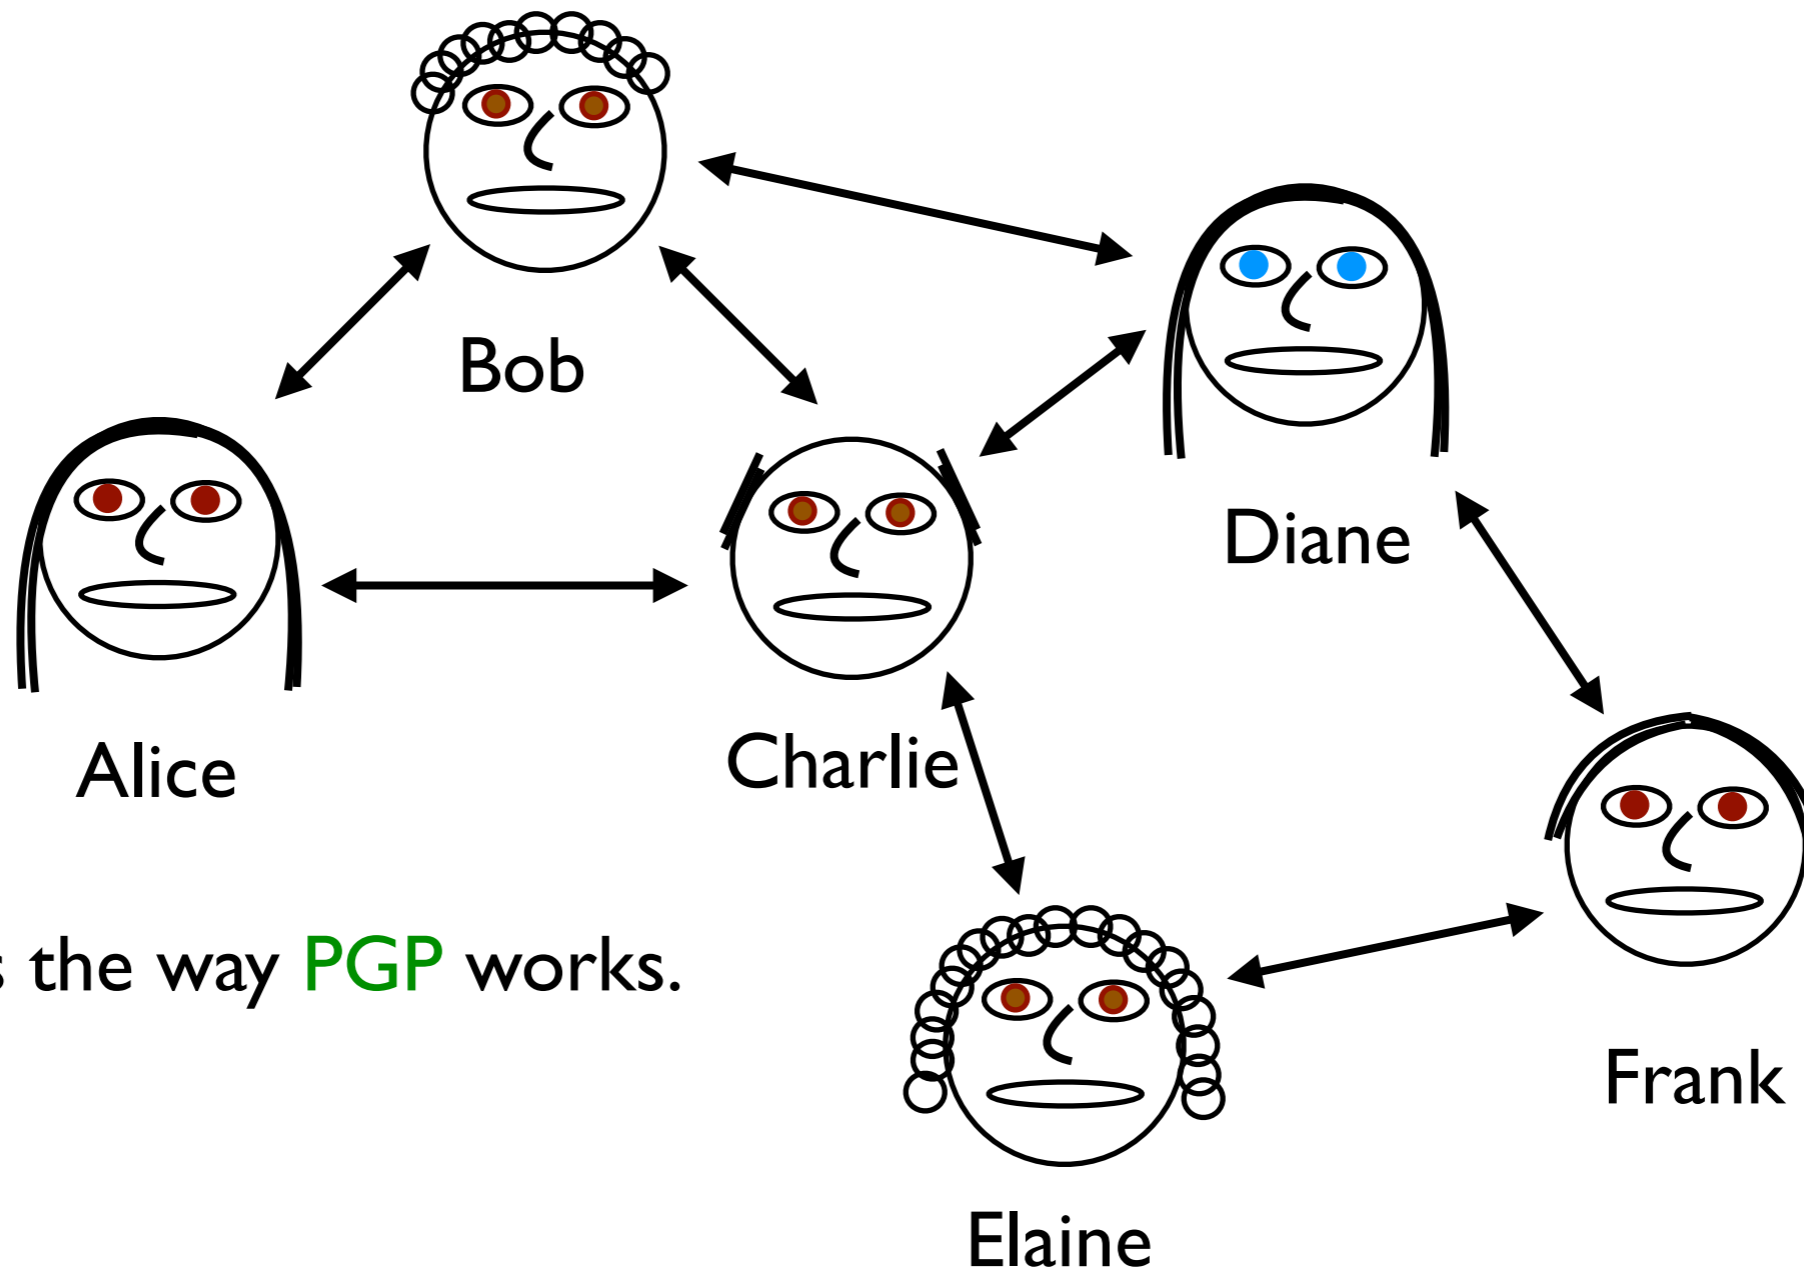 Bob
Diane
Alice
Charlie
the way PGP works.
Frank
Elaine